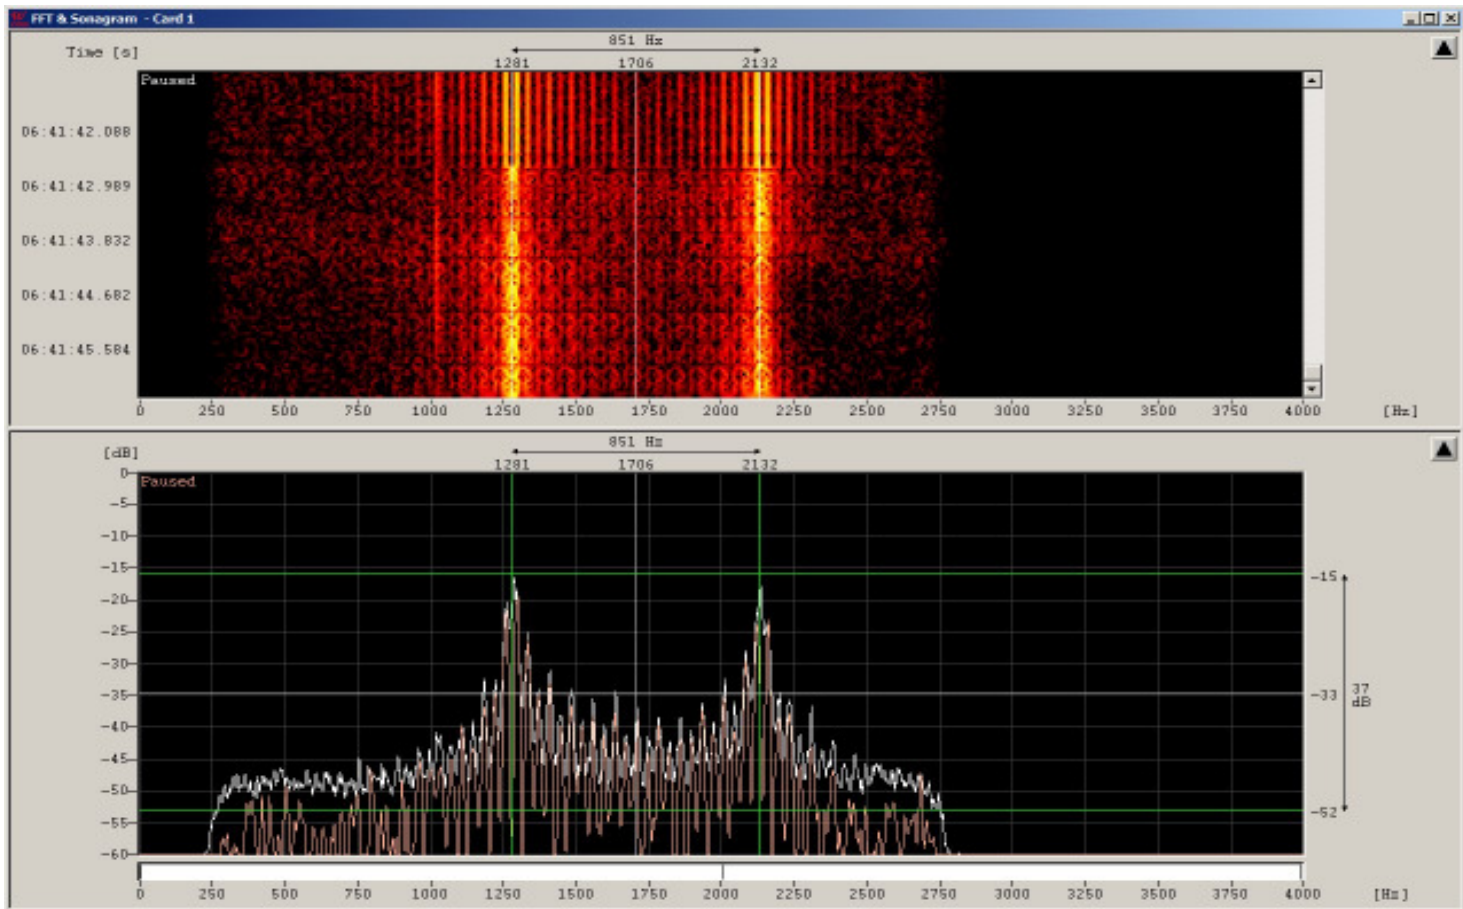 FFT & Sonagram - Card 1
851 Hz
Time [s]
1281 1706 2132
Paused
06:41:42.088
06:41:42.989
06:41:43.832
06:41:44.682
06:41:45.584
0 250 500 750 1000 1250 1500 1750 2000 2250 2500 2750 3000 3250 3500 3750 4000 [Hz]
851 Hz
[dB]
1281 1706 2132
0
Paused
-5
-10
-15
-15
-20
-25
-30
-35
-33
37
dB
-40
-45
-50
-52
-55
-60
0 250 500 750 1000 1250 1500 1750 2000 2250 2500 2750 3000 3250 3500 3750 4000 [Hz]